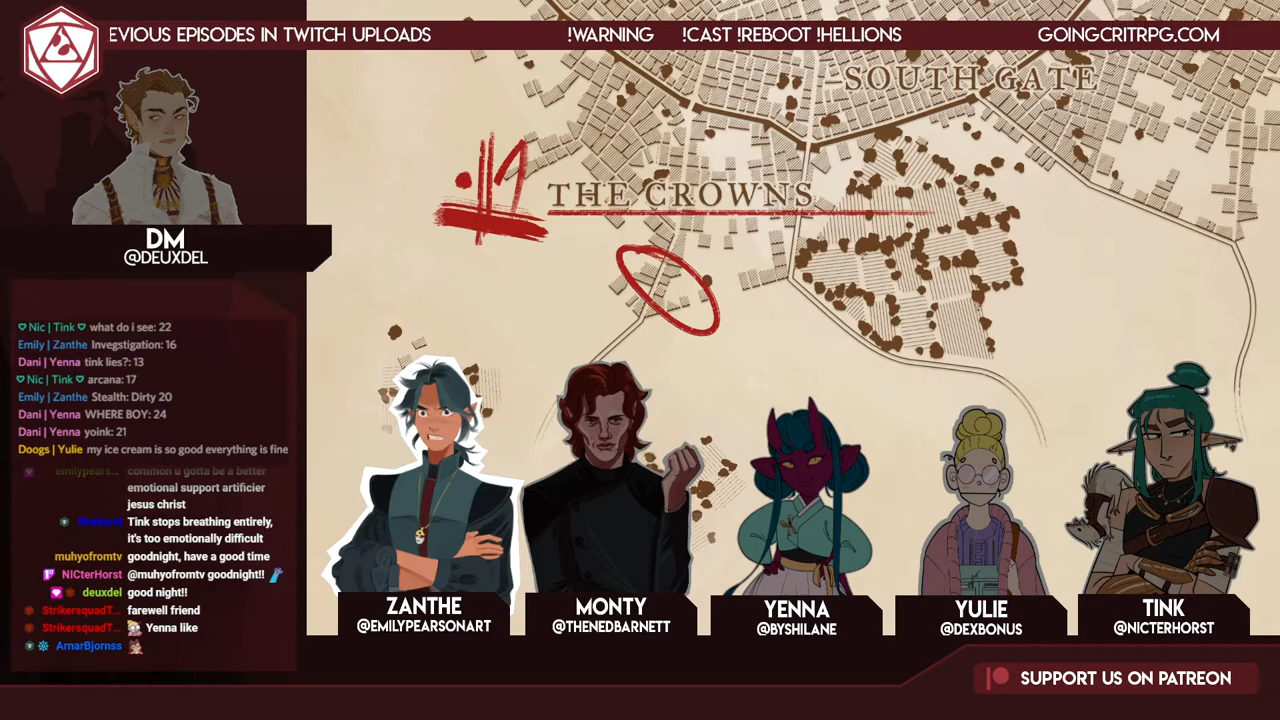 EVIOUS EPISODES IN TWITCH UPLOADS !WARNING !CAST !REBOOT !HELLIONS GOINGCRITRPG.COM
SOUTH GATE
THE CROWNS
DM
@DEUXDEL
Nic | Tink what do i see: 22
Emily | Zanthe Invegstigation: 16
Dani | Yenna tink lies?: 13
Nic | Tink arcana: 17
Emily | Zanthe Stealth: Dirty 20
Dani | Yenna WHERE BOY: 24
Dani | Yenna yoink: 21
Doogs | Yulie my ice cream is so good everything is fine
emilypears... common u gotta be a better
emotional support artificier
jesus christ
Tink stops breathing entirely,
it's too emotionally difficult
muhyofromtv goodnight, have a good time
NICterHorst @muhyofromtv goodnight!!
deuxdel good night!!
StrikersquadT... farewell friend
StrikersquadT... Yenna like
ArnarBjornss
ZANTHE
@EMILYPEARSONART
MONTY
@THENEDBARNETT
YENNA
@BYSHILANE
YULIE
@DEXBONUS
TINK
@NICTERHORST
SUPPORT US ON PATREON